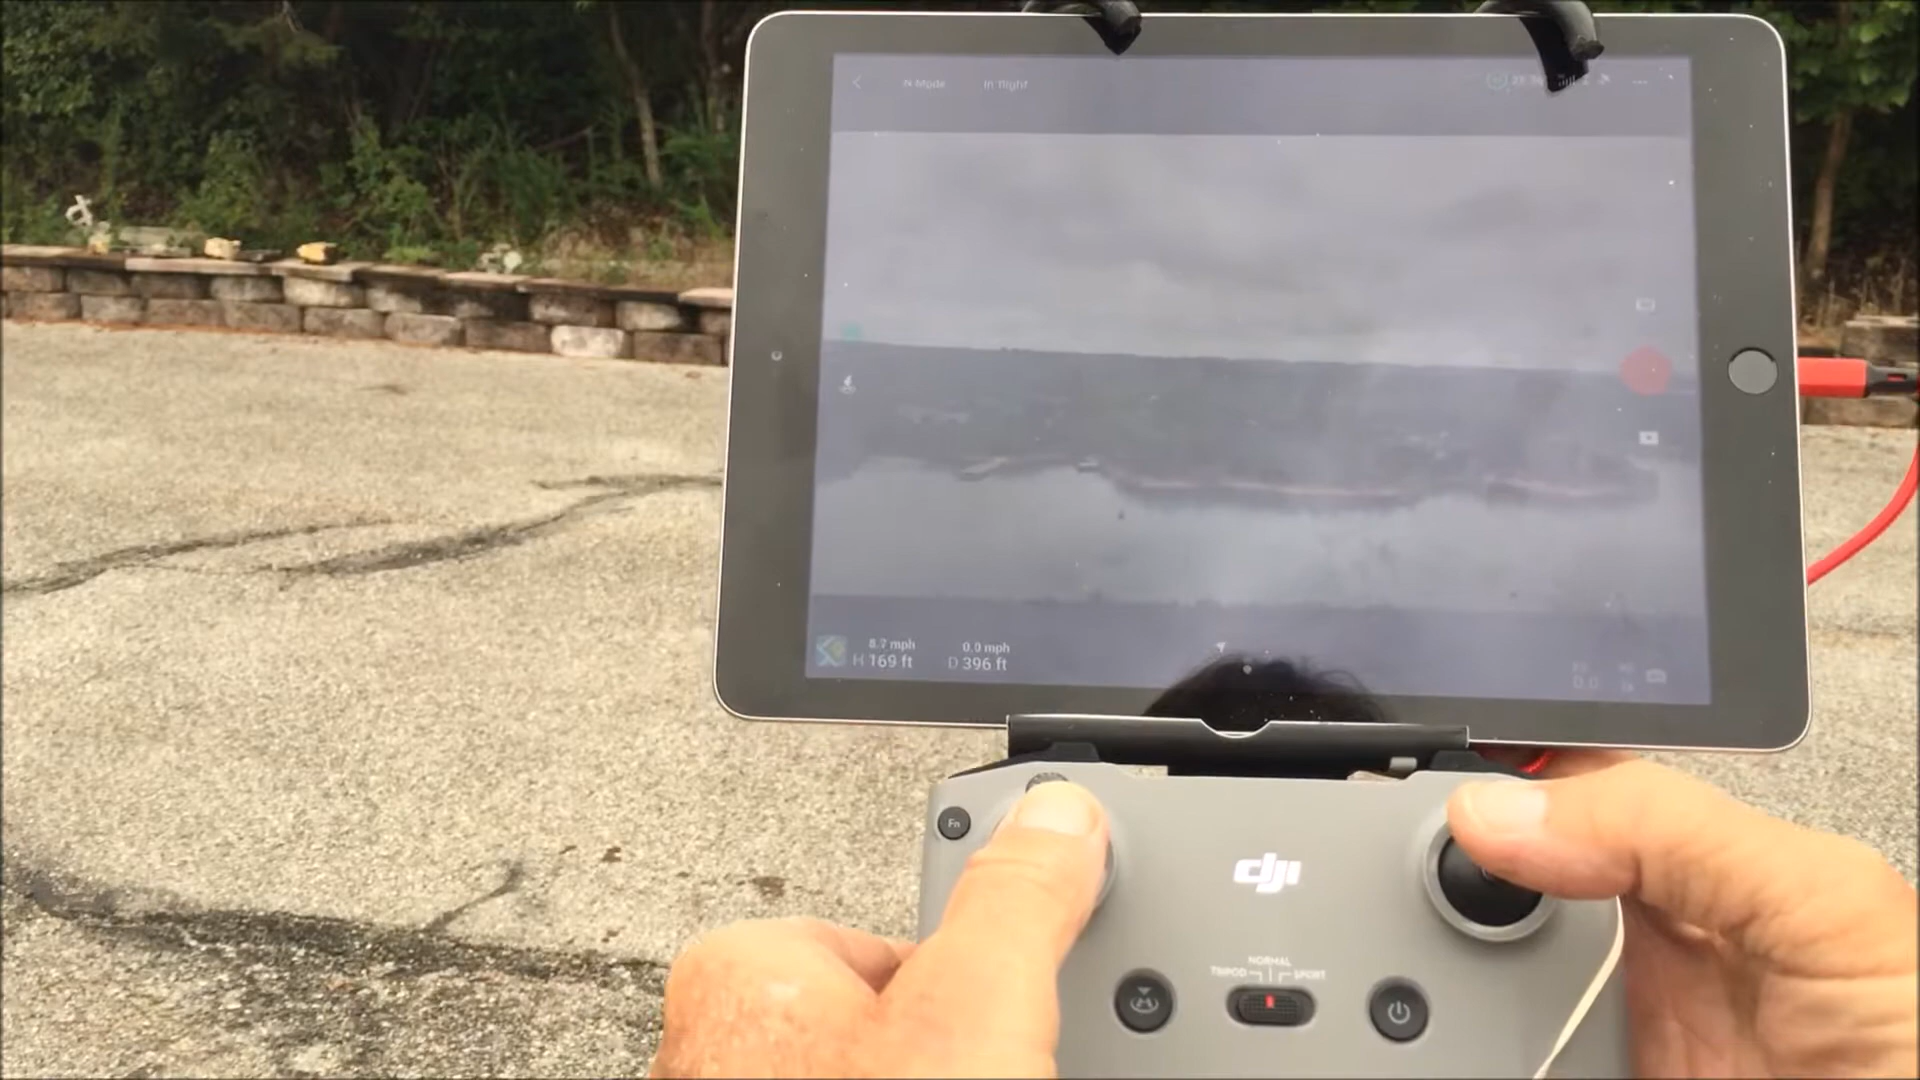 N Mode In flight
8.7 mph 0.0 mph
H 169 ft D 396 ft
Fn
dji
NORMAL
TRIPOD SPORT